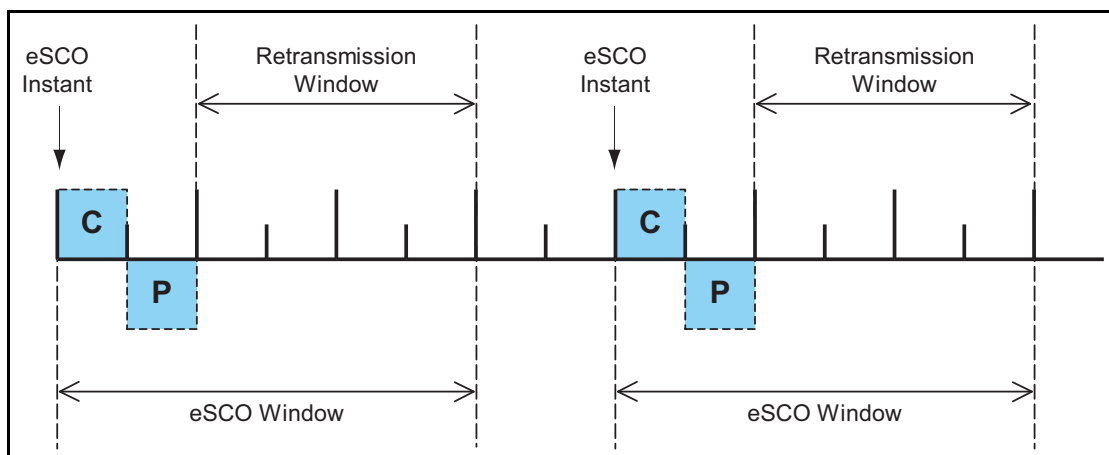 eSCO
Instant
Retransmission
Window
eSCO
Instant
Retransmission
Window
C
P
C
P
eSCO Window
eSCO Window